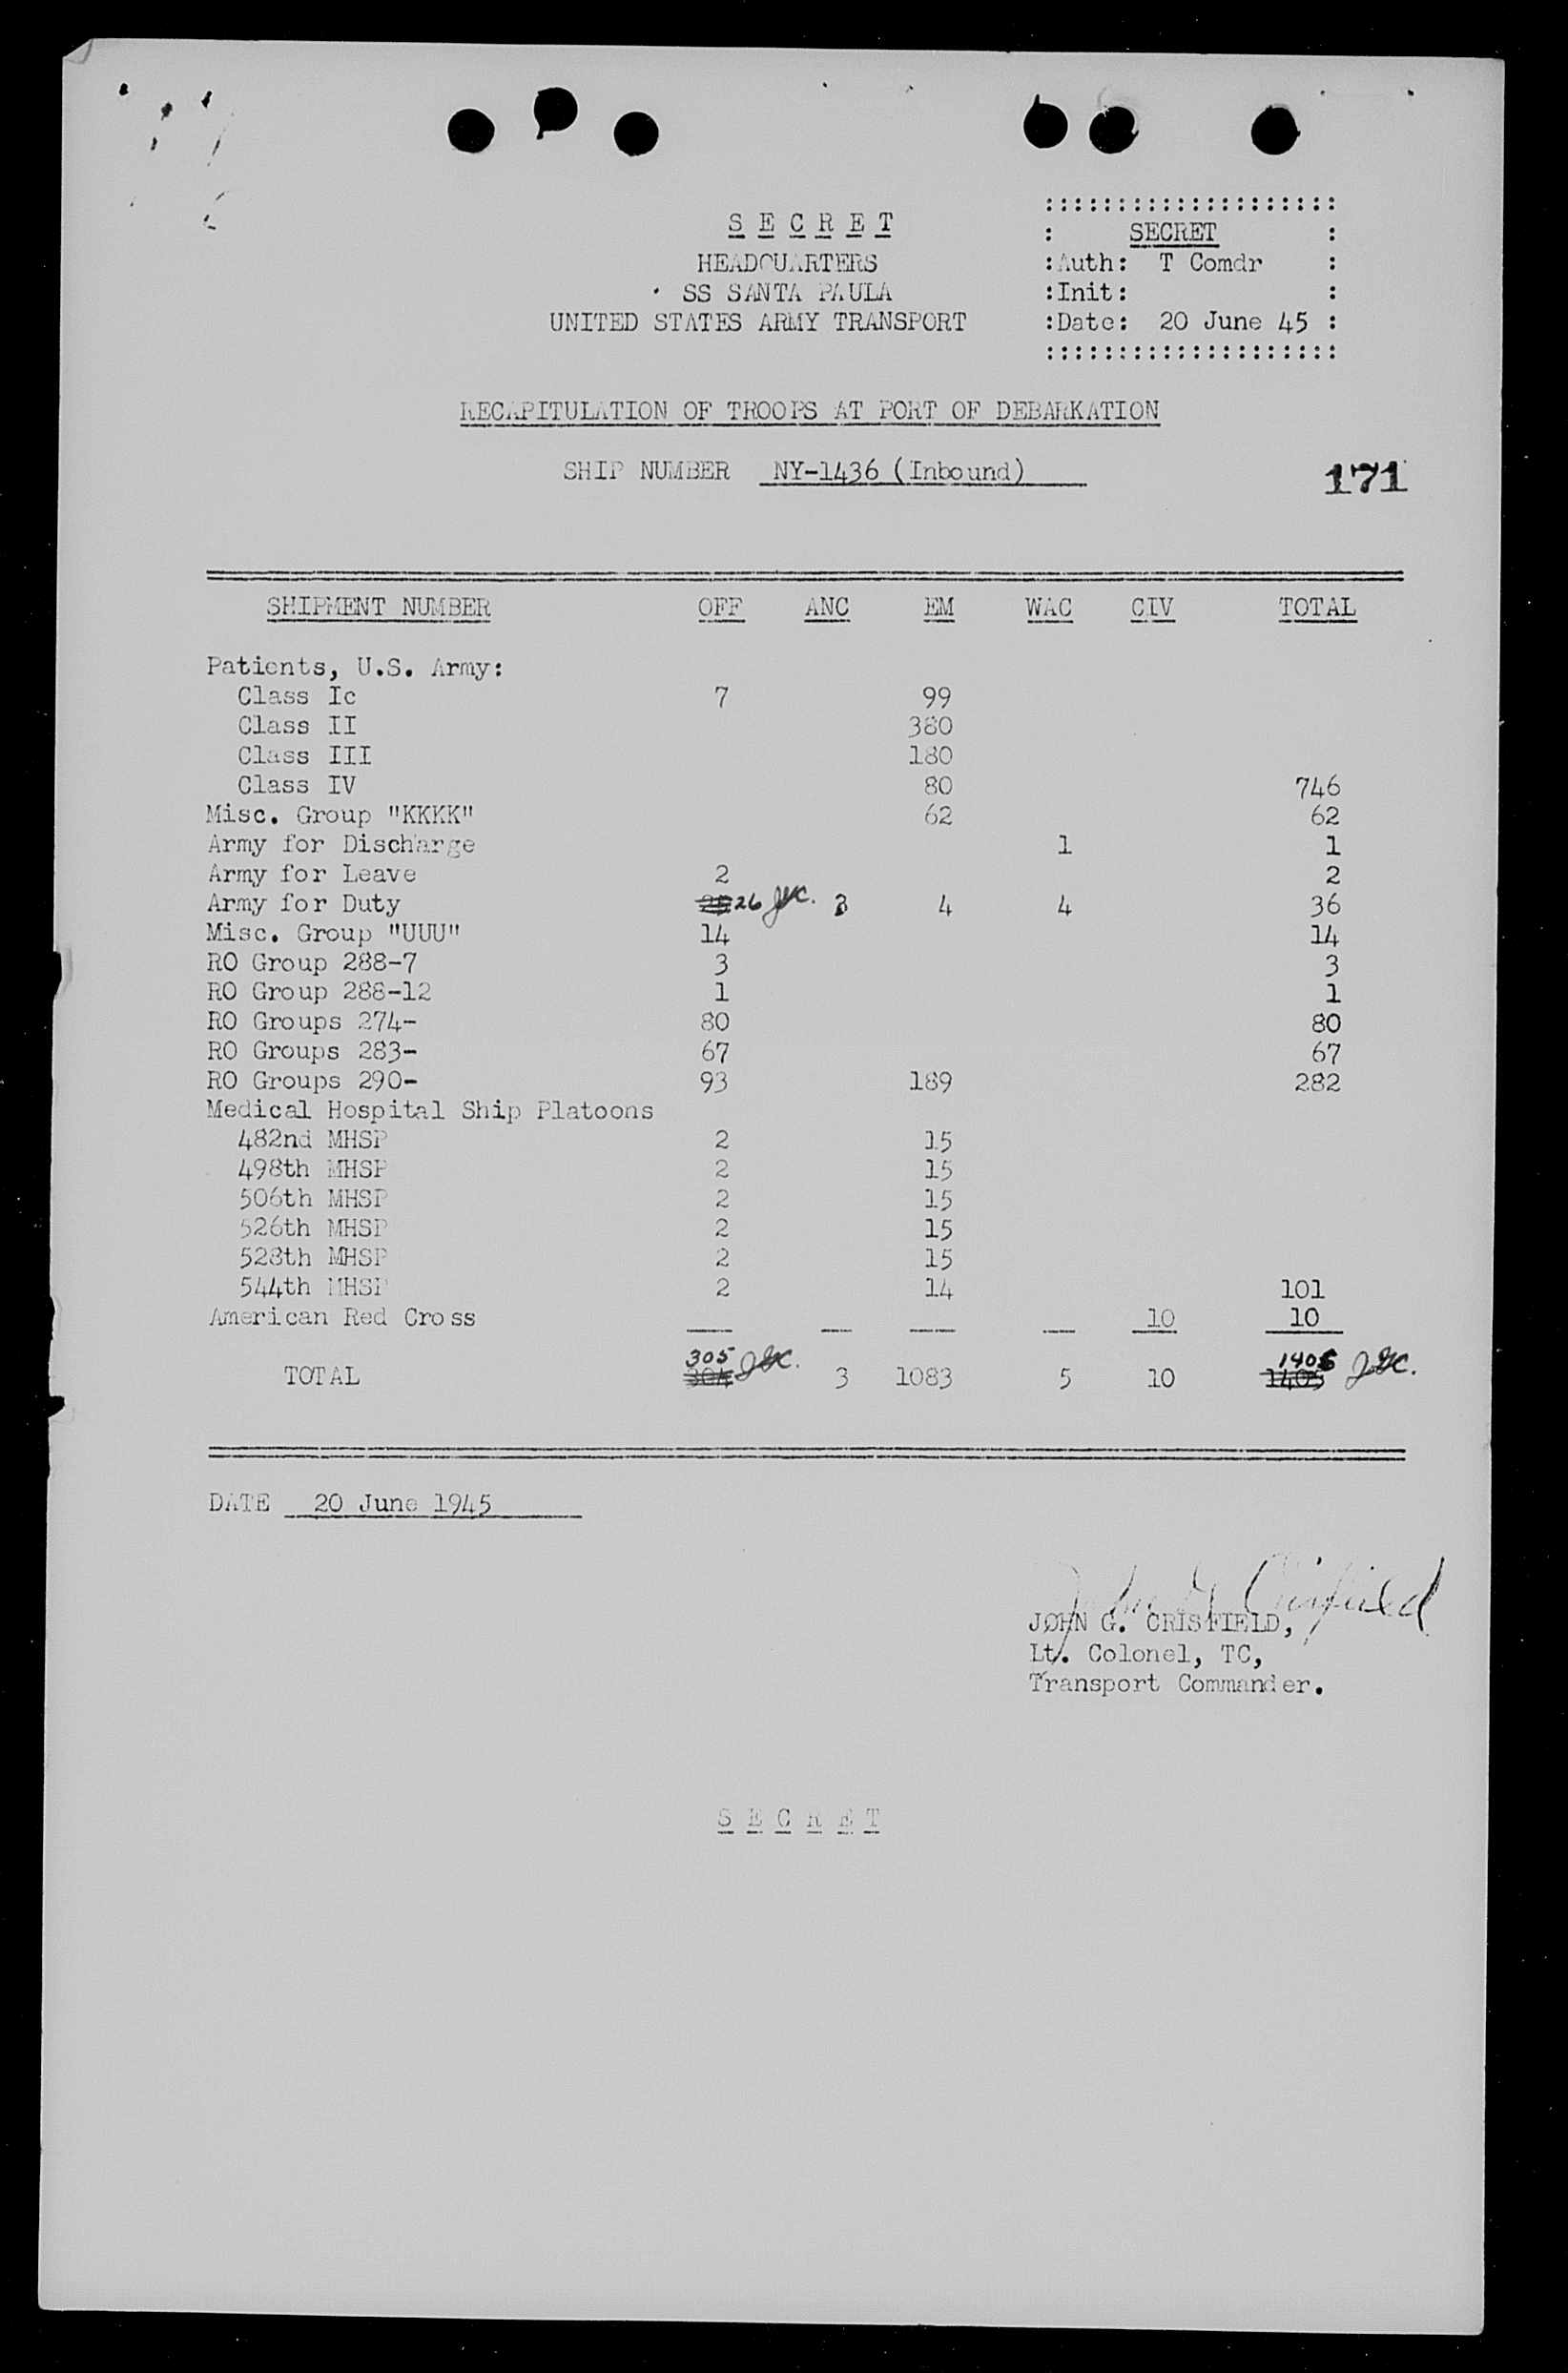 S E C R E T
HEADQUARTERS
SS SANTA PAULA
UNITED STATES ARMY TRANSPORT
::::::::::::::::::::
: SECRET :
:Auth: T Comdr :
:Init: :
:Date: 20 June 45 :
::::::::::::::::::::
RECAPITULATION OF TROOPS AT PORT OF DEBARKATION
SHIP NUMBER NY-1436 (Inbound)
171
SHIPMENT NUMBER OFF ANC EM WAC CIV TOTAL
Patients, U.S. Army:
Class Ic 7 99
Class II 380
Class III 180
Class IV 80 746
Misc. Group "KKKK" 62 62
Army for Discharge 1 1
Army for Leave 2 2
Army for Duty 26 JGC. 3 4 4 36
Misc. Group "UUU" 14 14
RO Group 288-7 3 3
RO Group 288-12 1 1
RO Groups 274- 80 80
RO Groups 283- 67 67
RO Groups 290- 93 189 282
Medical Hospital Ship Platoons
482nd MHSP 2 15
498th MHSP 2 15
506th MHSP 2 15
526th MHSP 2 15
528th MHSP 2 15
544th MHSP 2 14 101
American Red Cross 10 10
305 JGC. 1405 JGC.
TOTAL 304 3 1083 5 10 1405
DATE 20 June 1945
John G Crisfield
JOHN G. CRISFIELD,
Lt. Colonel, TC,
Transport Commander.
S E C R E T